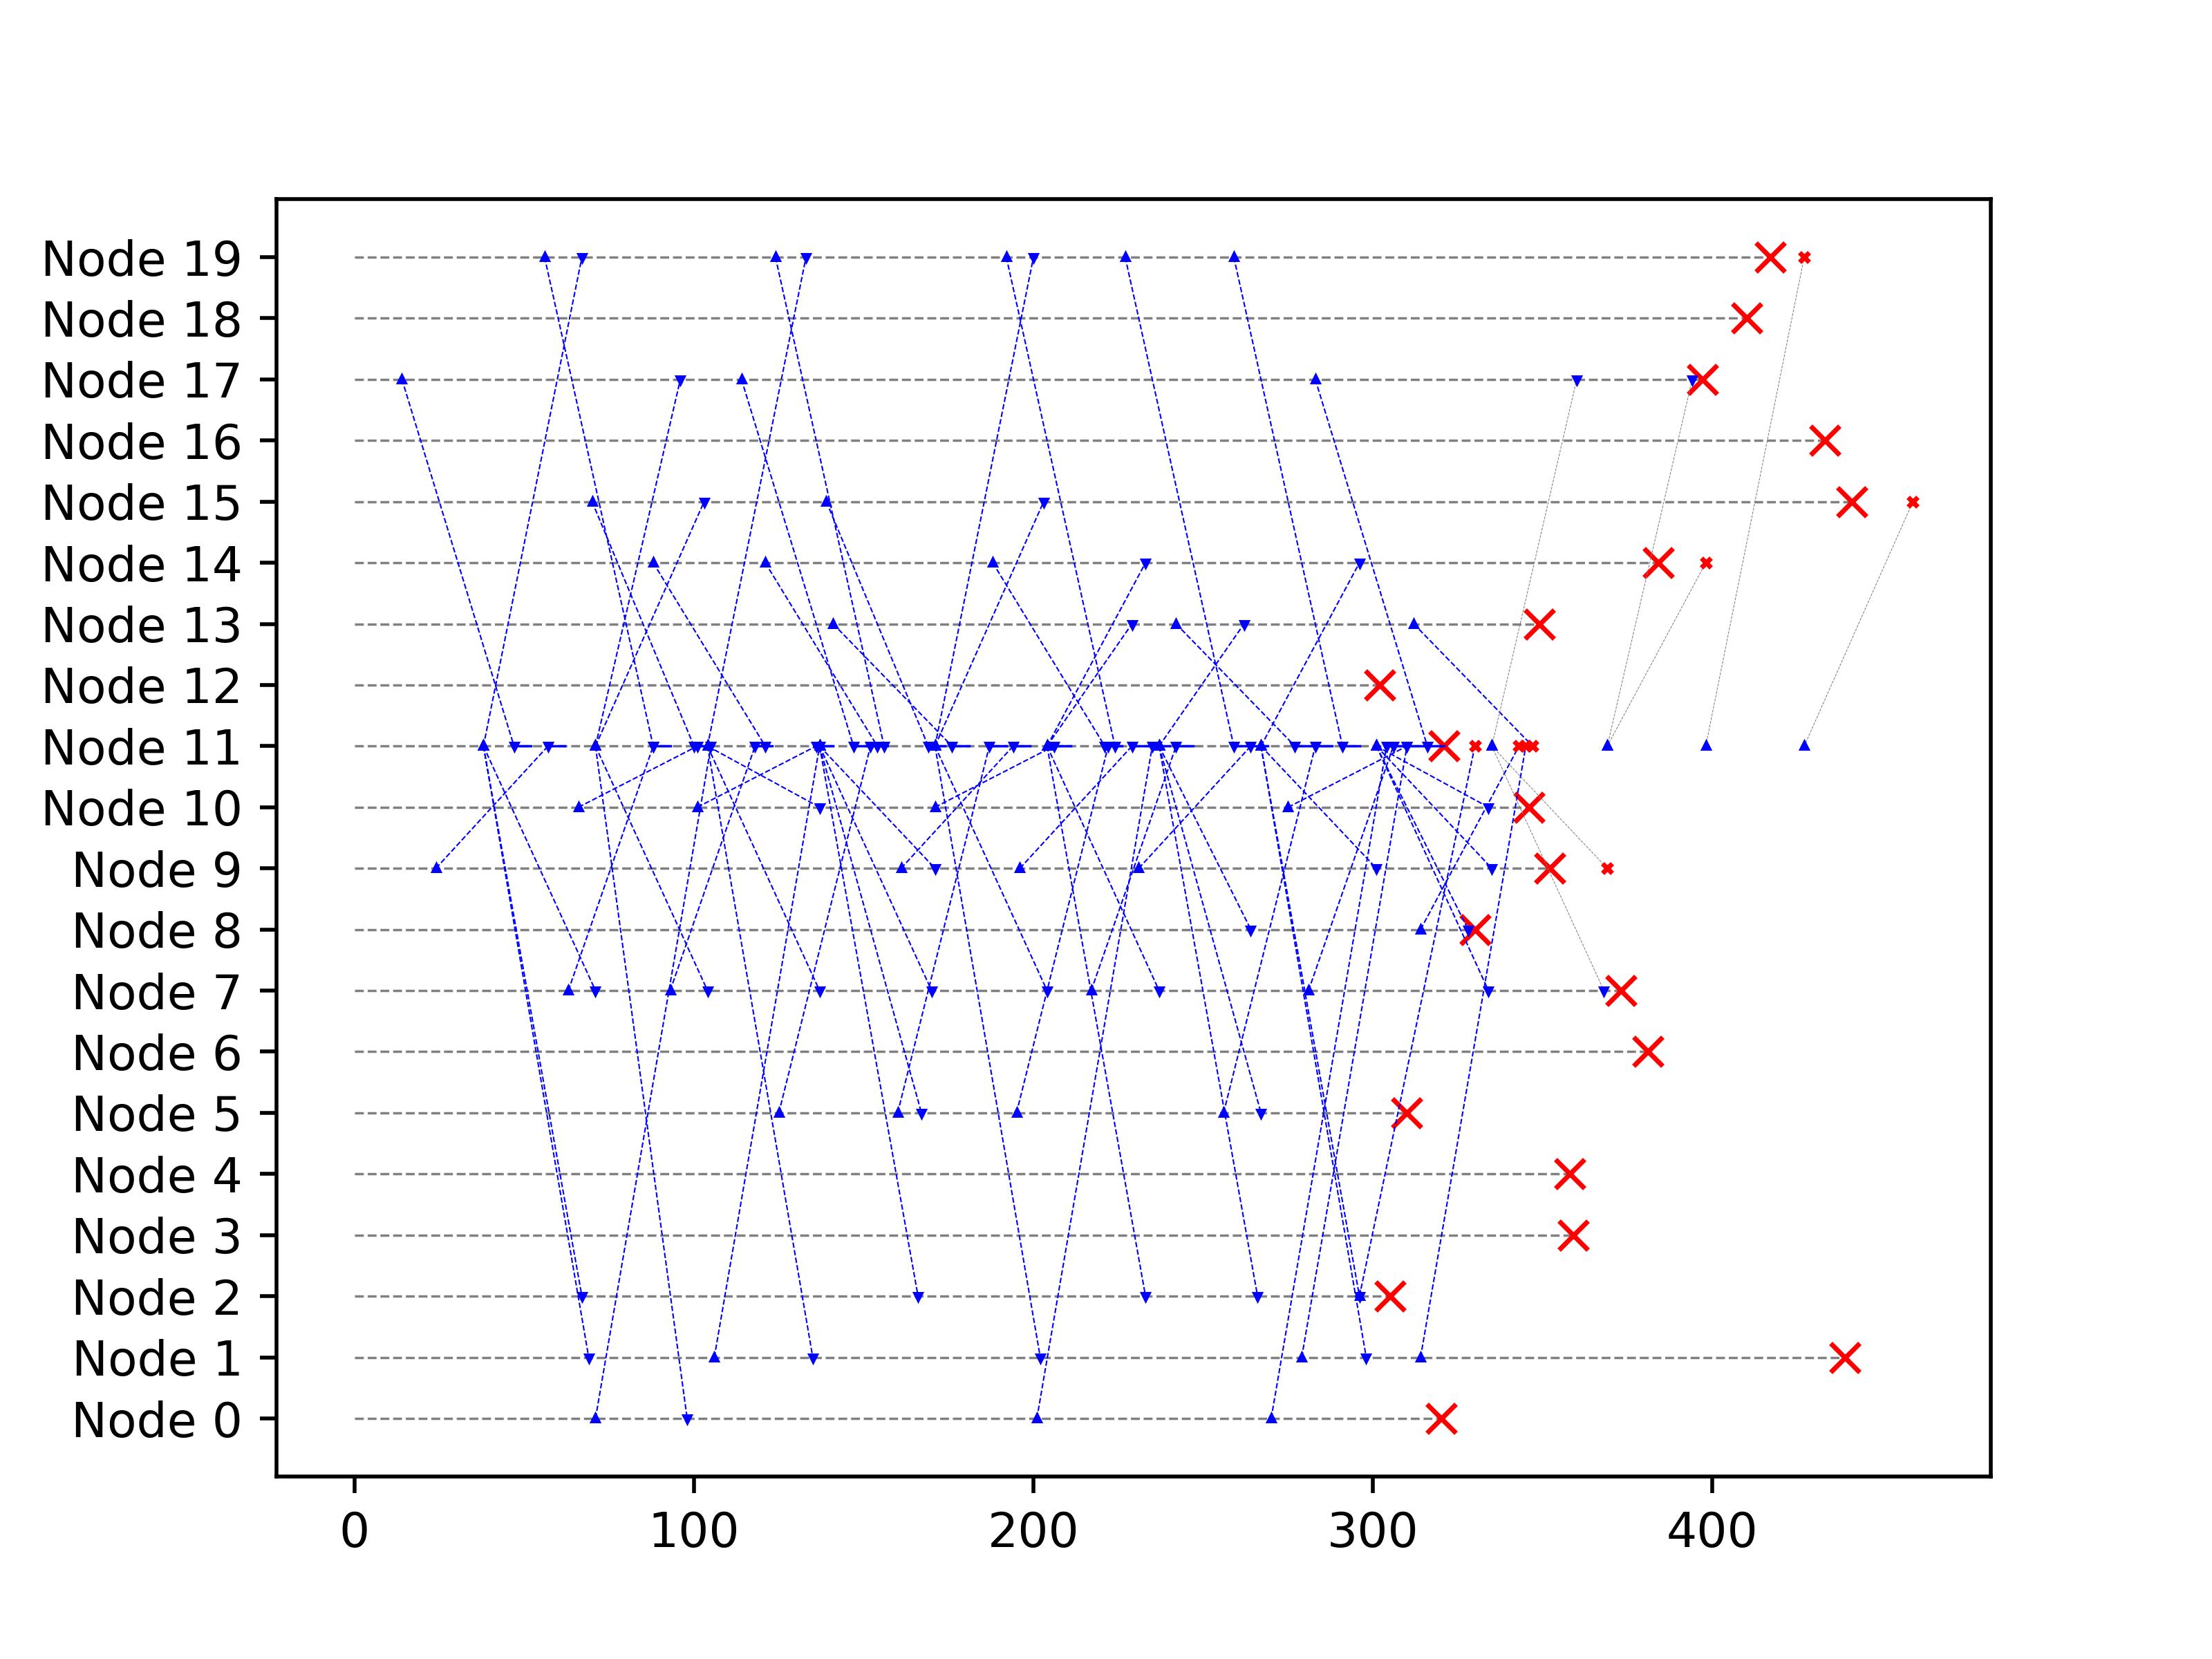 Node 19
Node 18
Node 17
Node 16
Node 15
Node 14
Node 13
Node 12
Node 11
Node 10
Node 9
Node 8
Node 7
Node 6
Node 5
Node 4
Node 3
Node 2
Node 1
Node 0
0 100 200 300 400